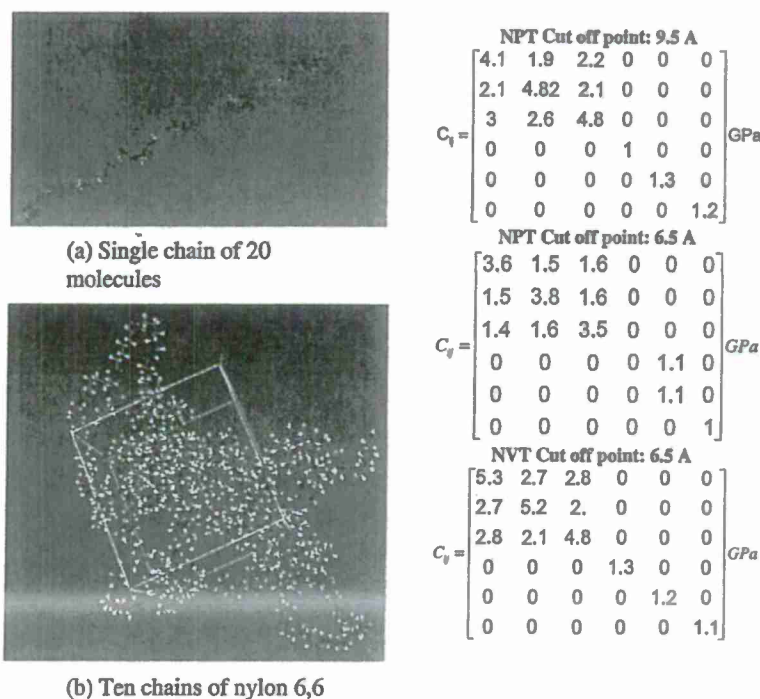 (a) Single chain of 20
molecules
(b) Ten chains of nylon 6,6
NPT Cut off point: 9.5 A
4.1 1.9 2.2 0 0 0
2.1 4.82 2.1 0 0 0
3 2.6 4.8 0 0 0
C_ij = 0 0 0 1 0 0 GPa
0 0 0 0 1.3 0
0 0 0 0 0 1.2
NPT Cut off point: 6.5 A
3.6 1.5 1.6 0 0 0
1.5 3.8 1.6 0 0 0
1.4 1.6 3.5 0 0 0
C_ij = 0 0 0 0 1.1 0 GPa
0 0 0 0 1.1 0
0 0 0 0 0 1
NVT Cut off point: 6.5 A
5.3 2.7 2.8 0 0 0
2.7 5.2 2. 0 0 0
2.8 2.1 4.8 0 0 0
C_ij = 0 0 0 1.3 0 0 GPa
0 0 0 0 1.2 0
0 0 0 0 0 1.1